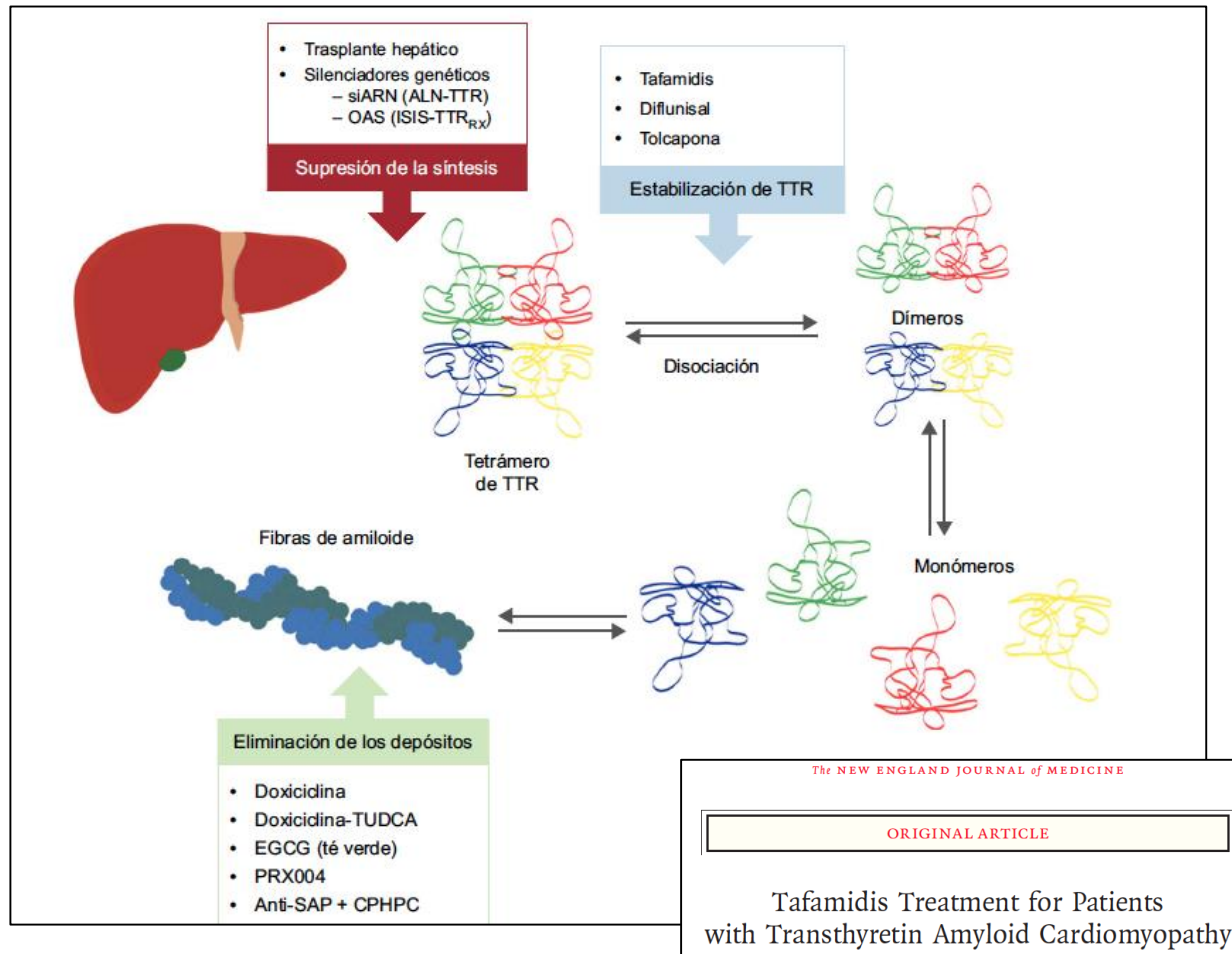 • Trasplante hepático
• Silenciadores genéticos
– siARN (ALN-TTR)
– OAS (ISIS-TTRRX)
Supresión de la síntesis
• Tafamidis
• Diflunisal
• Tolcapona
Estabilización de TTR
Dímeros
Disociación
Tetrámero
de TTR
Fibras de amiloide
Monómeros
Eliminación de los depósitos
• Doxiciclina
• Doxiciclina-TUDCA
• EGCG (té verde)
• PRX004
• Anti-SAP + CPHPC
The NEW ENGLAND JOURNAL of MEDICINE
ORIGINAL ARTICLE
Tafamidis Treatment for Patients
with Transthyretin Amyloid Cardiomyopathy